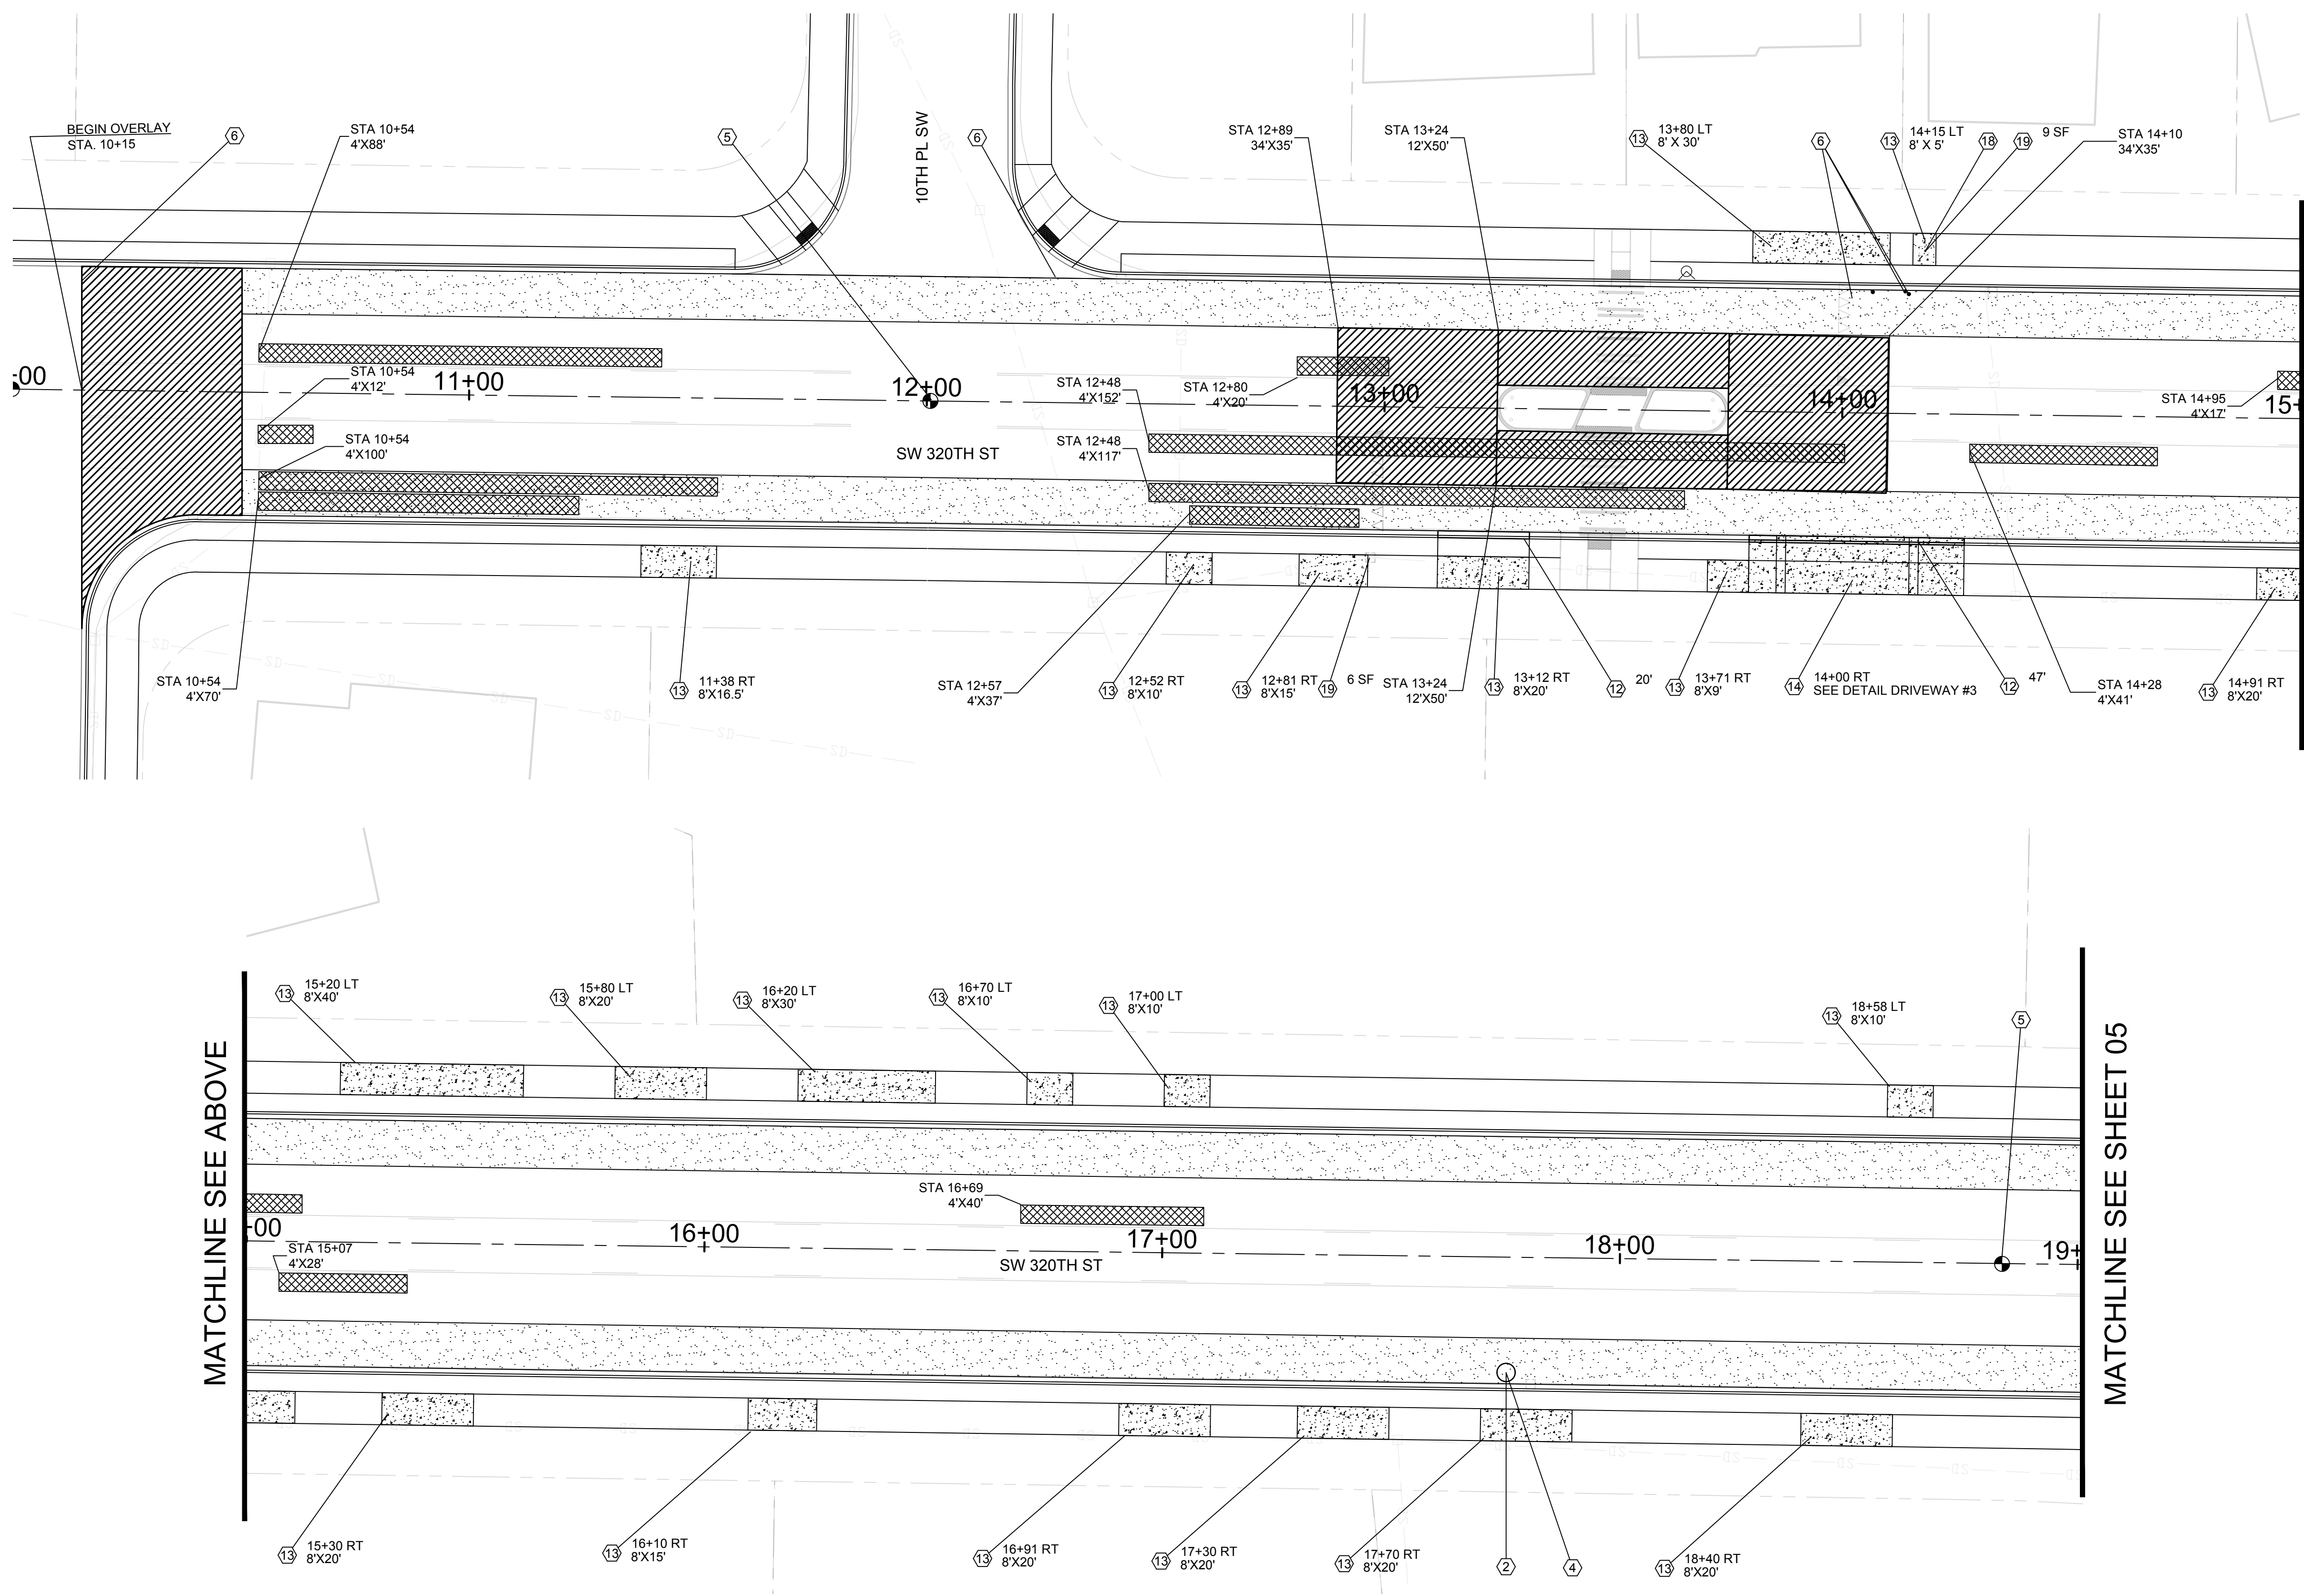 BEGIN OVERLAY
STA. 10+15
6
STA 10+54
4'X88'
5
10TH PL SW
6
STA 12+89
34'X35'
STA 13+24
12'X50'
13
13+80 LT
8' X 30'
6
13
14+15 LT
8' X 5'
18
19
9 SF
STA 14+10
34'X35'
-00
STA 10+54
4'X12'
11+00
12+00
STA 12+48
4'X152'
STA 12+80
4'X20'
13+00
14+00
STA 14+95
4'X17'
15+
STA 10+54
4'X100'
SW 320TH ST
STA 12+48
4'X117'
STA 10+54
4'X70'
13
11+38 RT
8'X16.5'
STA 12+57
4'X37'
13
12+52 RT
8'X10'
13
12+81 RT
8'X15'
19
6 SF
STA 13+24
12'X50'
13
13+12 RT
8'X20'
12
20'
13
13+71 RT
8'X9'
14
14+00 RT
SEE DETAIL DRIVEWAY #3
12
47'
STA 14+28
4'X41'
13
14+91 RT
8'X20'
SD
SD
SD
SD
SD
MATCHLINE SEE ABOVE
13
15+20 LT
8'X40'
13
15+80 LT
8'X20'
13
16+20 LT
8'X30'
13
16+70 LT
8'X10'
13
17+00 LT
8'X10'
13
18+58 LT
8'X10'
5
MATCHLINE SEE SHEET 05
STA 16+69
4'X40'
-00
16+00
17+00
18+00
19+
STA 15+07
4'X28'
SW 320TH ST
13
15+30 RT
8'X20'
13
16+10 RT
8'X15'
13
16+91 RT
8'X20'
13
17+30 RT
8'X20'
13
17+70 RT
8'X20'
2
4
13
18+40 RT
8'X20'